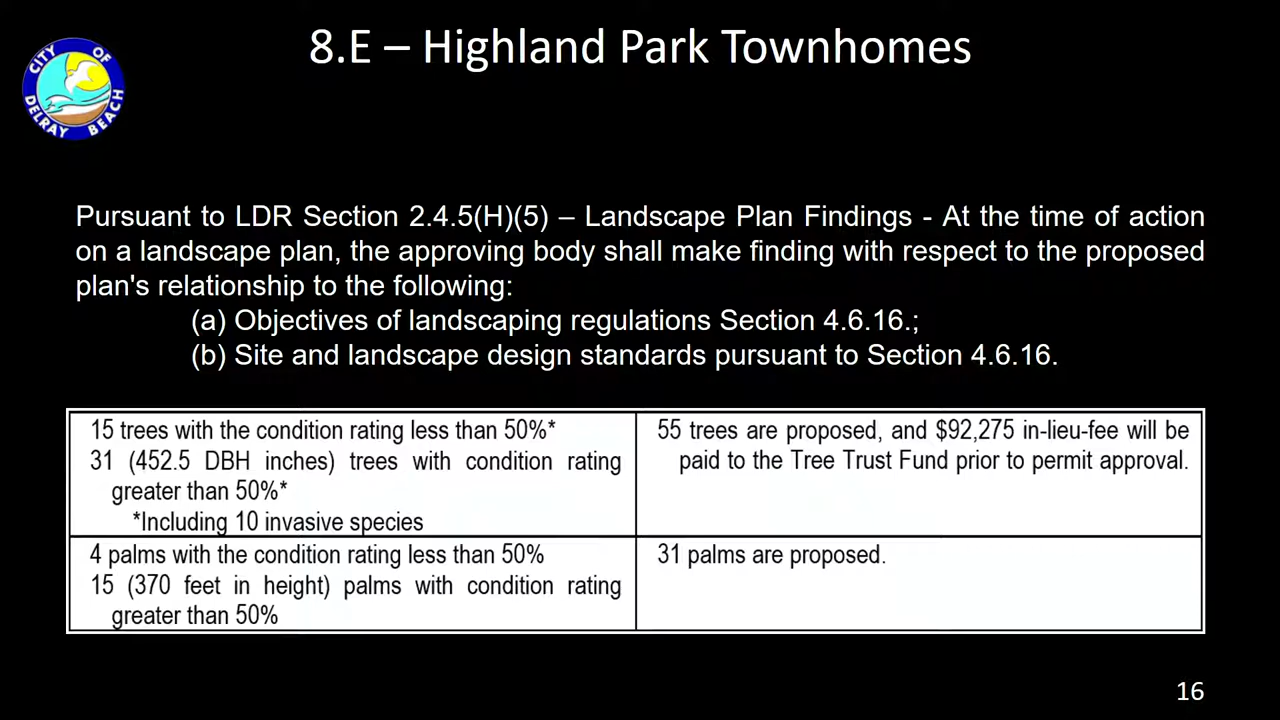 8.E – Highland Park Townhomes
CITY OF
DELRAY BEACH
Pursuant to LDR Section 2.4.5(H)(5) – Landscape Plan Findings - At the time of action
on a landscape plan, the approving body shall make finding with respect to the proposed
plan's relationship to the following:
(a) Objectives of landscaping regulations Section 4.6.16.;
(b) Site and landscape design standards pursuant to Section 4.6.16.
15 trees with the condition rating less than 50%*
31 (452.5 DBH inches) trees with condition rating
greater than 50%*
*Including 10 invasive species
55 trees are proposed, and $92,275 in-lieu-fee will be
paid to the Tree Trust Fund prior to permit approval.
4 palms with the condition rating less than 50%
15 (370 feet in height) palms with condition rating
greater than 50%
31 palms are proposed.
16